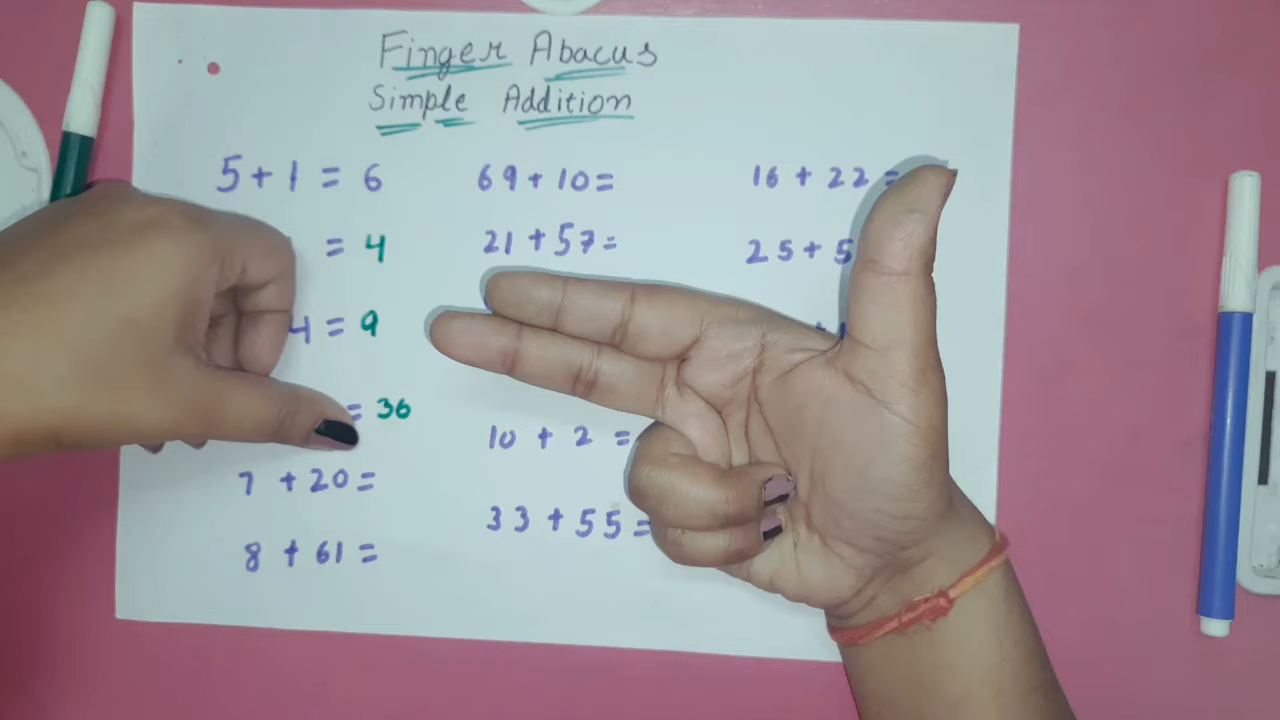 Finger Abacus
Simple Addition
5 + 1 = 6
= 4
4 = 9
= 36
7 + 20 =
8 + 61 =
69 + 10 =
21 + 57 =
10 + 2 =
33 + 55 =
16 + 22 =
25 + 5